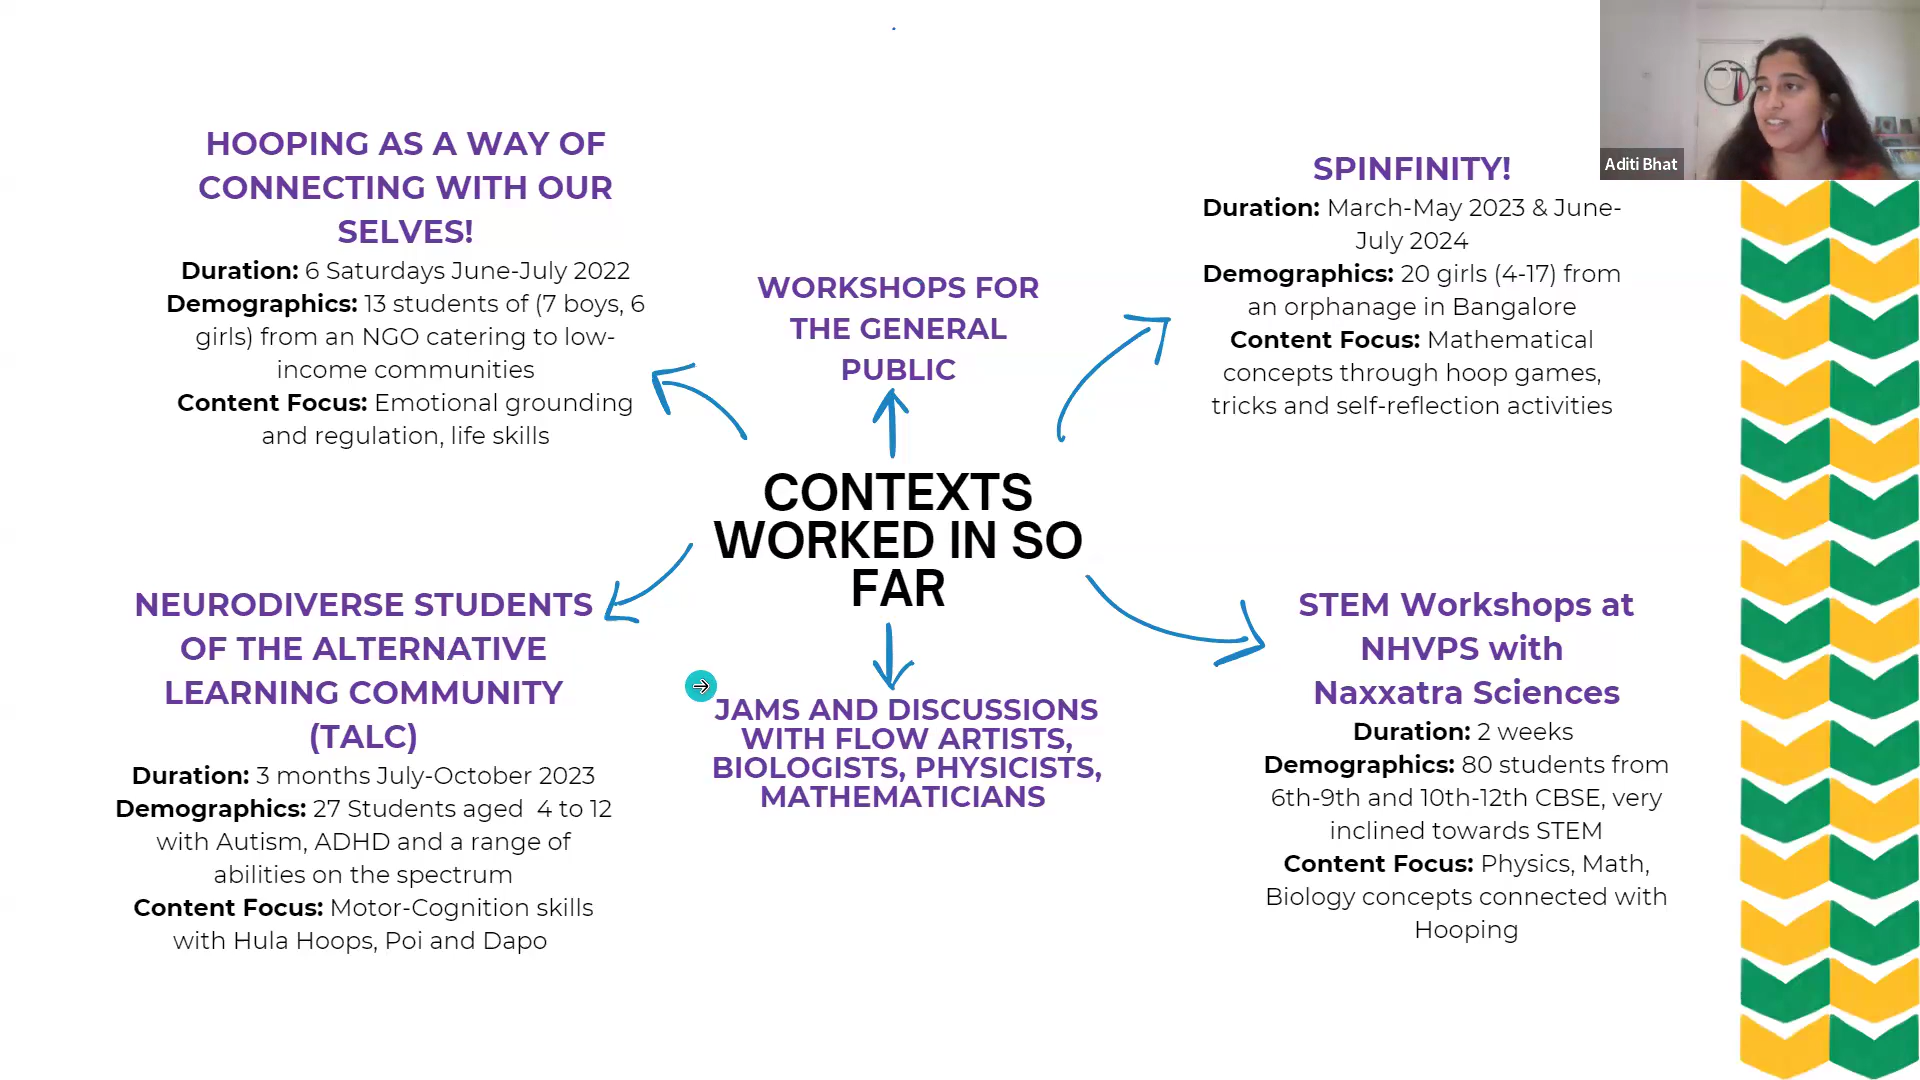 HOOPING AS A WAY OF
CONNECTING WITH OUR
SELVES!
Duration: 6 Saturdays June-July 2022
Demographics: 13 students of (7 boys, 6
girls) from an NGO catering to low-
income communities
Content Focus: Emotional grounding
and regulation, life skills
WORKSHOPS FOR
THE GENERAL
PUBLIC
SPINFINITY!
Duration: March-May 2023 & June-
July 2024
Demographics: 20 girls (4-17) from
an orphanage in Bangalore
Content Focus: Mathematical
concepts through hoop games,
tricks and self-reflection activities
Aditi Bhat
CONTEXTS
WORKED IN SO
FAR
NEURODIVERSE STUDENTS
OF THE ALTERNATIVE
LEARNING COMMUNITY
(TALC)
Duration: 3 months July-October 2023
Demographics: 27 Students aged  4 to 12
with Autism, ADHD and a range of
abilities on the spectrum
Content Focus: Motor-Cognition skills
with Hula Hoops, Poi and Dapo
JAMS AND DISCUSSIONS
WITH FLOW ARTISTS,
BIOLOGISTS, PHYSICISTS,
MATHEMATICIANS
STEM Workshops at
NHVPS with
Naxxatra Sciences
Duration: 2 weeks
Demographics: 80 students from
6th-9th and 10th-12th CBSE, very
inclined towards STEM
Content Focus: Physics, Math,
Biology concepts connected with
Hooping